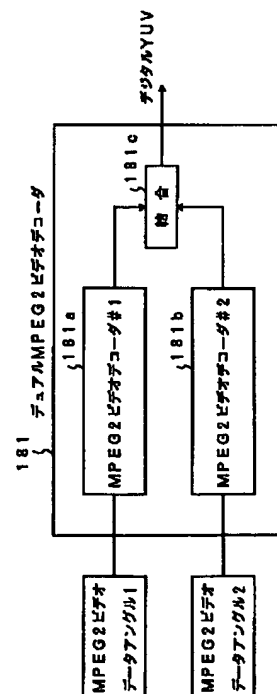 181
デュアルMPEG2ビデオデコーダ
181a
MPEG2ビデオデコーダ#1
181b
MPEG2ビデオデコーダ#2
181c
結合
デジタルYUV
MPEG2ビデオ
データアングル1
MPEG2ビデオ
データアングル2